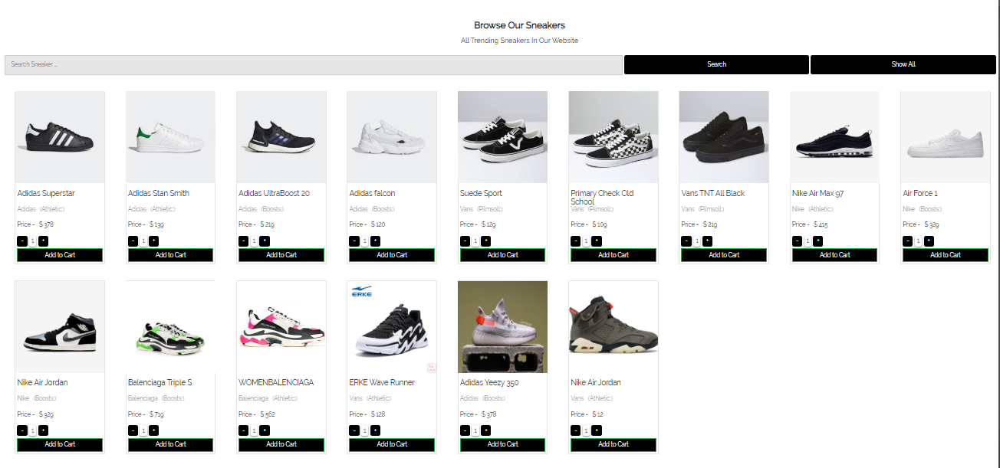 Browse Our Sneakers
All Trending Sneakers In Our Website
Search Sneaker ...
Search
Show All
Adidas Superstar
Adidas (Athletic;)
Price - $ 378
- 1 +
Add to Cart
Adidas Stan Smith
Adidas (Athletic;)
Price - $ 139
- 1 +
Add to Cart
Adidas UltraBoost 20
Adidas (Boosts;)
Price - $ 219
- 1 +
Add to Cart
Adidas falcon
Adidas (Boosts;)
Price - $ 120
- 1 +
Add to Cart
Suede Sport
Vans (Plimsoll;)
Price - $ 129
- 1 +
Add to Cart
Primary Check Old
School
Vans (Plimsoll;)
Price - $ 109
- 1 +
Add to Cart
Vans TNT All Black
Vans (Plimsoll;)
Price - $ 219
- 1 +
Add to Cart
Nike Air Max 97
Nike (Athletic;)
Price - $ 415
- 1 +
Add to Cart
Air Force 1
Nike (Boosts;)
Price - $ 329
- 1 +
Add to Cart
Nike Air Jordan
Nike (Boosts;)
Price - $ 329
- 1 +
Add to Cart
Balenciaga Triple S
Balenciaga (Boosts;)
Price - $ 719
- 1 +
Add to Cart
WOMENBALENCIAGA
Balenciaga (Athletic;)
Price - $ 562
- 1 +
Add to Cart
ERKE
ERKE Wave Runner
Vans (Athletic;)
Price - $ 128
- 1 +
Add to Cart
Adidas Yeezy 350
Adidas (Boosts;)
Price - $ 378
- 1 +
Add to Cart
Nike Air Jordan
Vans (Athletic;)
Price - $ 12
- 1 +
Add to Cart